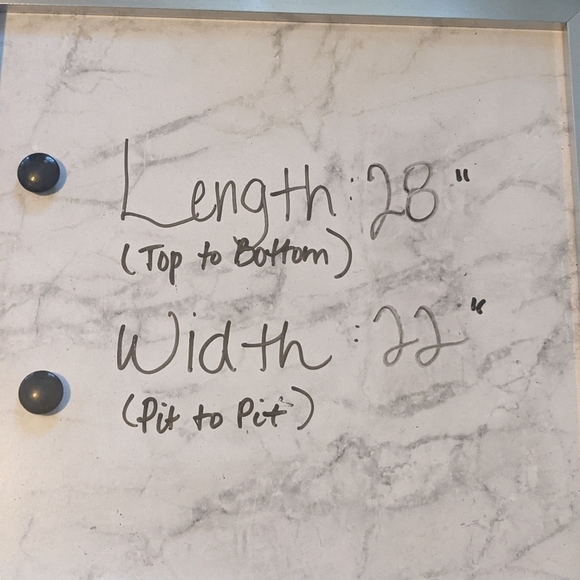 Length: 28"
(Top to Bottom)
Width: 22"
(Pit to Pit)